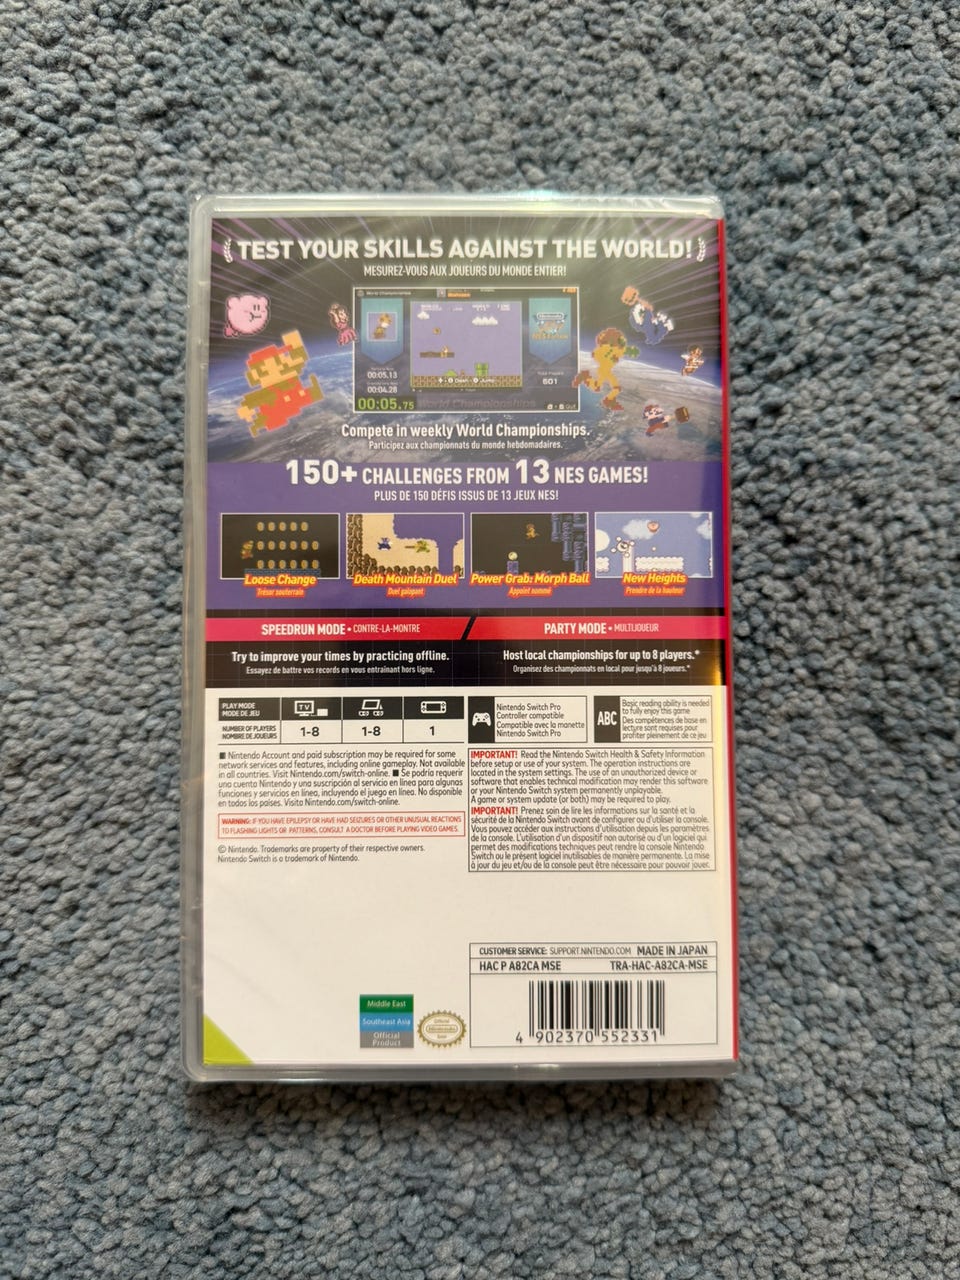 TEST YOUR SKILLS AGAINST THE WORLD!
MESUREZ-VOUS AUX JOUEURS DU MONDE ENTIER!
World Championships
00:05.13
00:04.28
00:05.75
601
World Championships
Compete in weekly World Championships.
Participez aux championnats du monde hebdomadaires.
150+ CHALLENGES FROM 13 NES GAMES!
PLUS DE 150 DÉFIS ISSUS DE 13 JEUX NES!
Loose Change
Trésor souterrain
Death Mountain Duel
Duel galopant
Power Grab: Morph Ball
Appoint sommé
New Heights
Prendre de la hauteur
SPEEDRUN MODE • CONTRE-LA-MONTRE
PARTY MODE • MULTIJOUEUR
Try to improve your times by practicing offline.
Essayez de battre vos records en vous entraînant hors ligne.
Host local championships for up to 8 players.*
Organisez des championnats en local pour jusqu'à 8 joueurs.*
PLAY MODE
MODE DE JEU
TV
NUMBER OF PLAYERS
NOMBRE DE JOUEURS
1-8
1-8
1
Nintendo Switch Pro
Controller compatible
Compatible avec la manette
Nintendo Switch Pro
ABC
Basic reading ability is needed
to fully enjoy this game
Des compétences de base en
lecture sont requises pour
profiter pleinement de ce jeu
■ Nintendo Account and paid subscription may be required for some
network services and features, including online gameplay. Not available
in all countries. Visit Nintendo.com/switch-online. ■ Se podría requerir
una cuenta Nintendo y una suscripción al servicio en línea para algunas
funciones y servicios en línea, incluyendo el juego en línea. No disponible
en todos los países. Visita Nintendo.com/switch-online.
WARNING: IF YOU HAVE EPILEPSY OR HAVE HAD SEIZURES OR OTHER UNUSUAL REACTIONS
TO FLASHING LIGHTS OR PATTERNS, CONSULT A DOCTOR BEFORE PLAYING VIDEO GAMES.
© Nintendo. Trademarks are property of their respective owners.
Nintendo Switch is a trademark of Nintendo.
IMPORTANT! Read the Nintendo Switch Health & Safety Information
before setup or use of your system. The operation instructions are
located in the system settings. The use of an unauthorized device or
software that enables technical modification may render this software
or your Nintendo Switch system permanently unplayable.
A game or system update (or both) may be required to play.
IMPORTANT! Prenez soin de lire les informations sur la santé et la
sécurité de la Nintendo Switch avant de configurer ou d'utiliser la console.
Vous pouvez accéder aux instructions d'utilisation depuis les paramètres
de la console. L'utilisation d'un dispositif non autorisé ou d'un logiciel qui
permet des modifications techniques peut rendre la console Nintendo
Switch ou le présent logiciel inutilisables de manière permanente. La mise
à jour du jeu et/ou de la console peut être nécessaire pour pouvoir jouer.
CUSTOMER SERVICE: SUPPORT.NINTENDO.COM MADE IN JAPAN
HAC P A82CA MSE TRA-HAC-A82CA-MSE
Middle East
Southeast Asia
Official
Product
Official
Nintendo
Seal
4 902370 552331